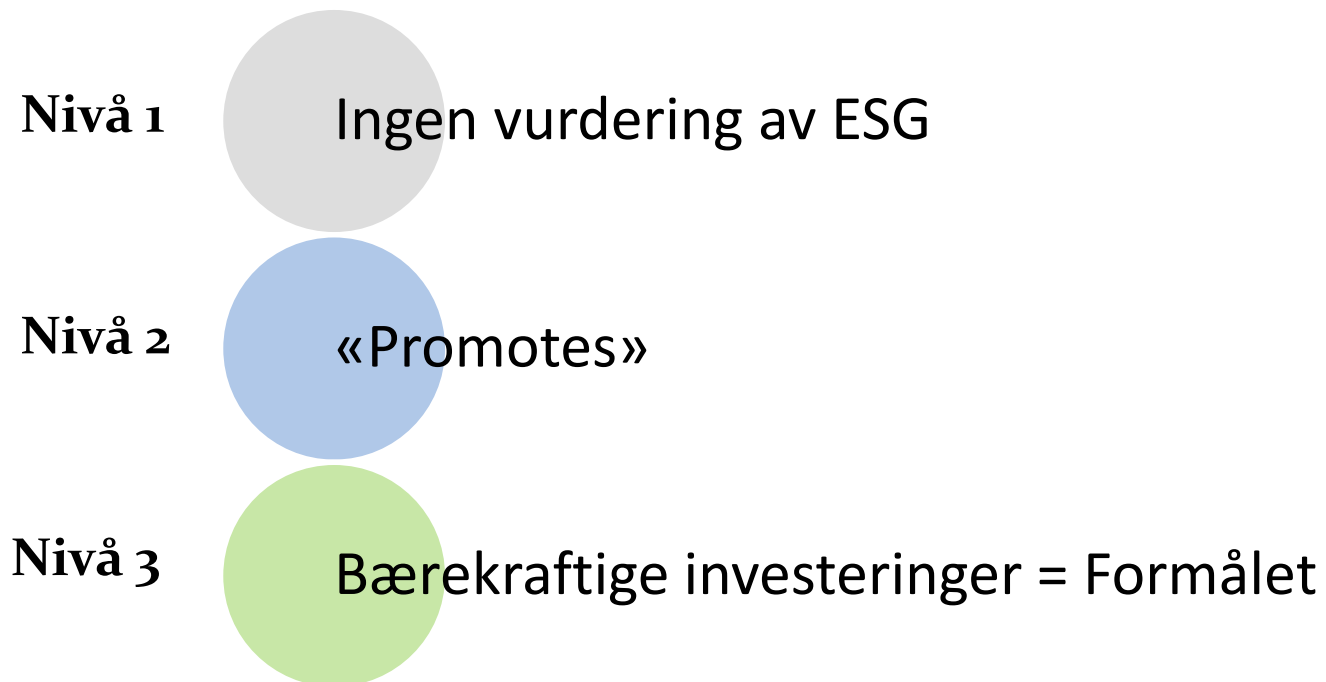 Nivå 1
Ingen vurdering av ESG
Nivå 2
«Promotes»
Nivå 3
Bærekraftige investeringer = Formålet